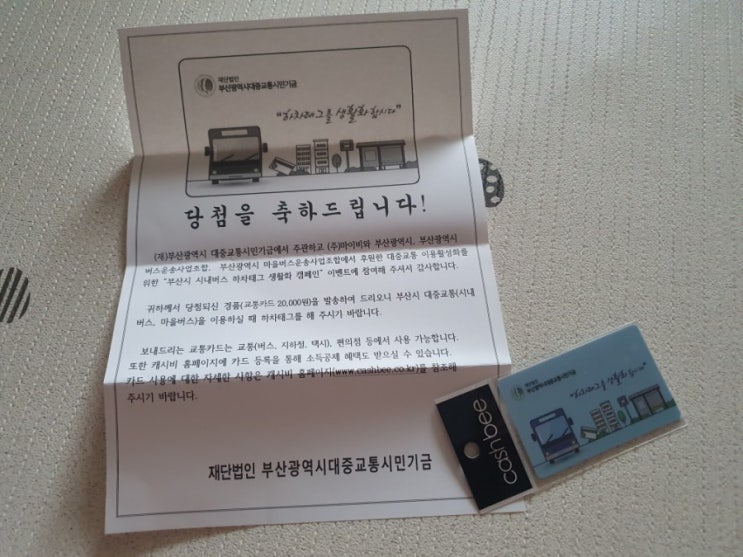 재단법인
부산광역시대중교통시민기금
"하차태그를 생활화 합시다"
당첨을 축하드립니다!
(재)부산광역시 대중교통시민기금에서 주관하고 (주)마이비와 부산광역시, 부산광역시
버스운송사업조합, 부산광역시 마을버스운송사업조합에서 후원한 대중교통 이용활성화를
위한 "부산시 시내버스 하차태그 생활화 캠페인" 이벤트에 참여해 주셔서 감사합니다.
귀하께서 당첨되신 경품(교통카드 20,000원)을 발송하여 드리오니 부산시 대중교통(시내
버스, 마을버스)을 이용하실 때 하차태그를 해 주시기 바랍니다.
보내드리는 교통카드는 교통(버스, 지하철, 택시), 편의점 등에서 사용 가능합니다.
또한 캐시비 홈페이지에 카드 등록을 통해 소득공제 혜택도 받으실 수 있습니다.
카드 사용에 대한 자세한 사항은 캐시비 홈페이지(www.cashbee.co.kr)를 참조해
주시기 바랍니다.
재단법인 부산광역시대중교통시민기금
cashbee
재단법인
부산광역시대중교통시민기금
"하차태그를 생활화 합시다"